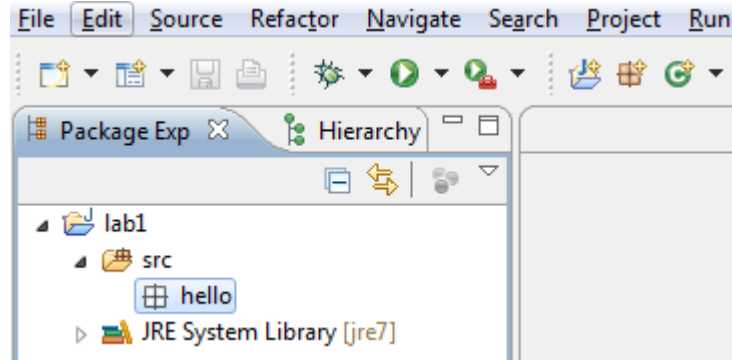 File Edit Source Refactor Navigate Search Project Run
Package Exp Hierarchy
lab1
src
hello
JRE System Library [jre7]